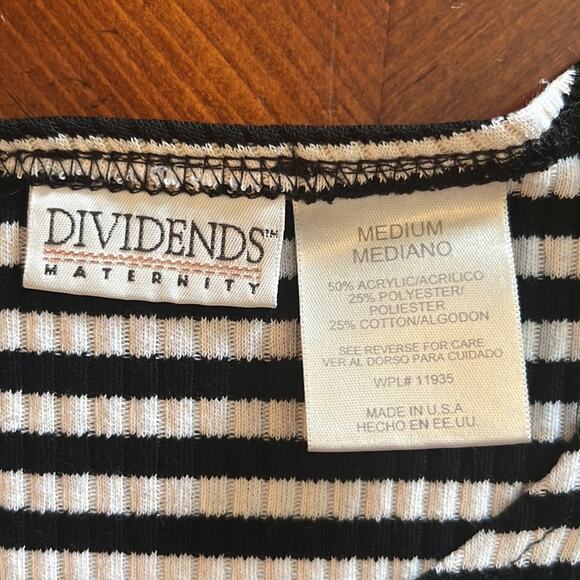 DIVIDENDS™
MATERNITY
MEDIUM
MEDIANO
50% ACRYLIC/ACRILICO
25% POLYESTER/
POLIESTER
25% COTTON/ALGODON
SEE REVERSE FOR CARE
VER AL DORSO PARA CUIDADO
WPL# 11935
MADE IN U.S.A.
HECHO EN EE.UU.